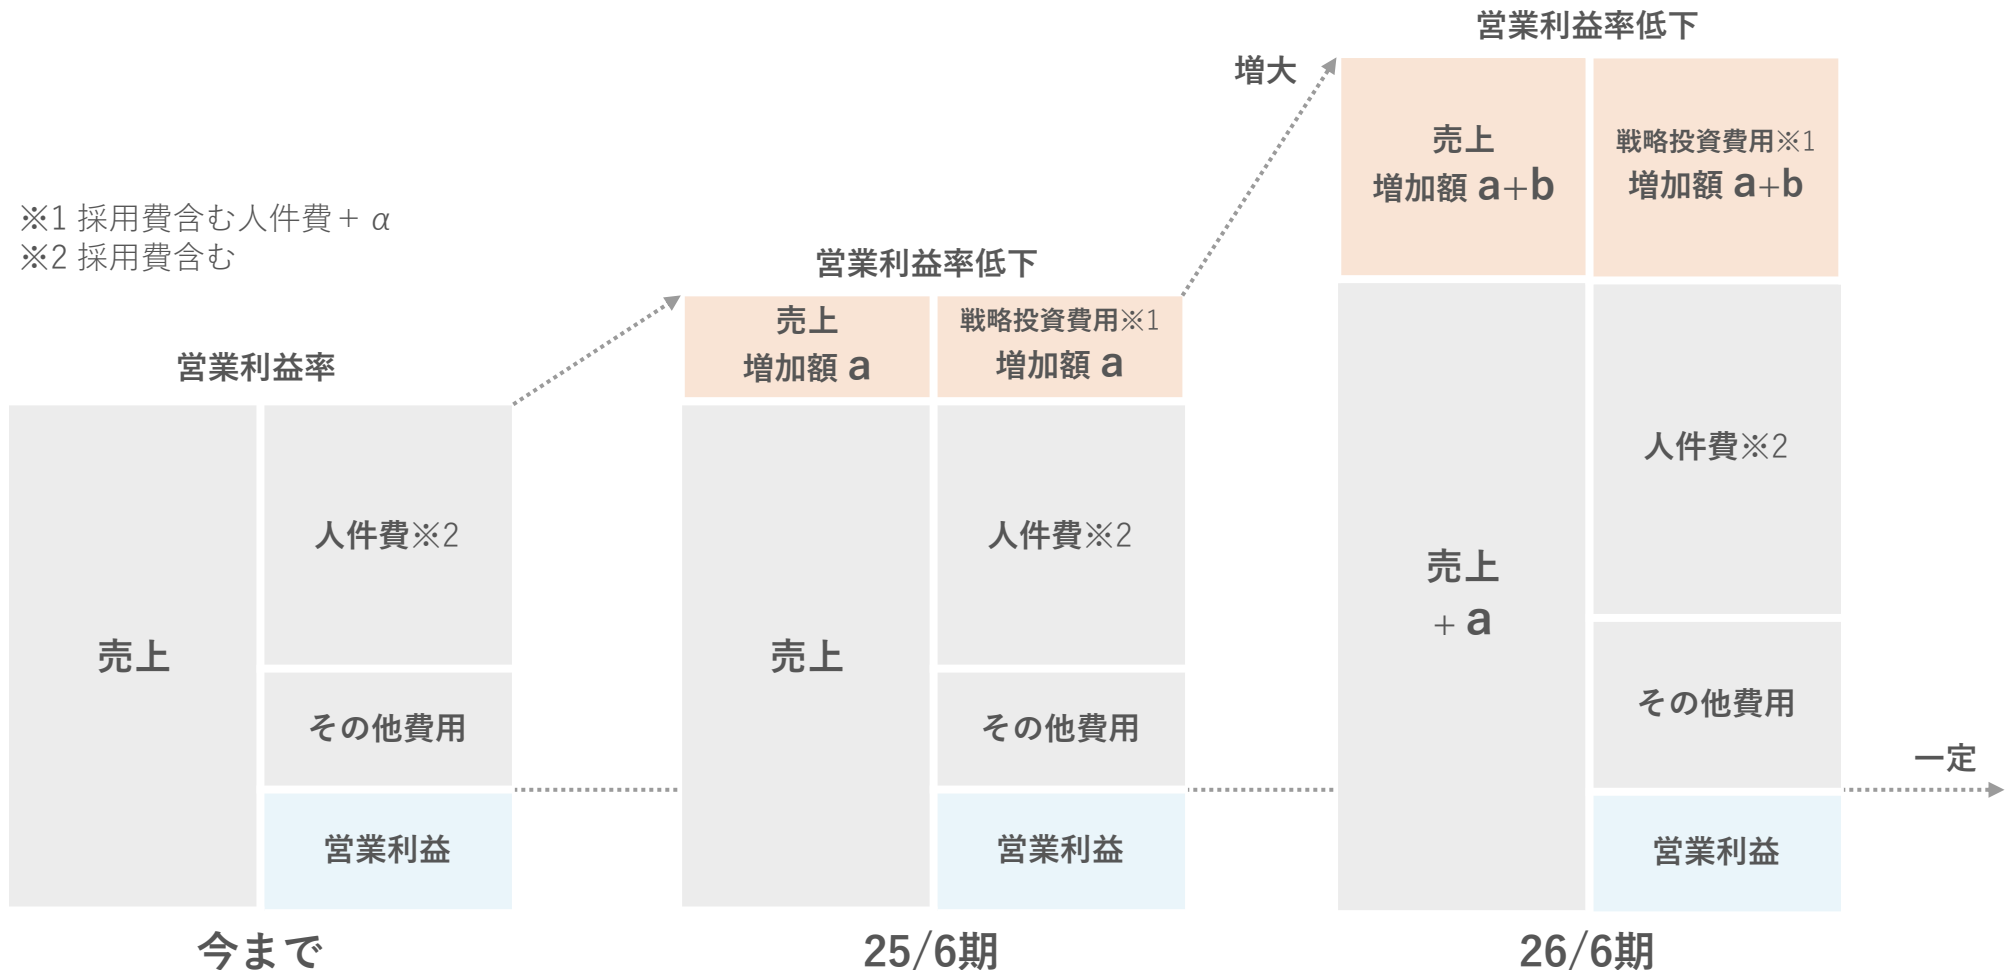 ※1 採用費含む人件費+ α
※2 採用費含む
営業利益率
売上
人件費※2
その他費用
営業利益
今まで
営業利益率低下
売上
増加額 a
戦略投資費用※1
増加額 a
売上
人件費※2
その他費用
営業利益
25/6期
増大
営業利益率低下
売上
増加額 a+b
戦略投資費用※1
増加額 a+b
売上
+ a
人件費※2
その他費用
営業利益
26/6期
一定